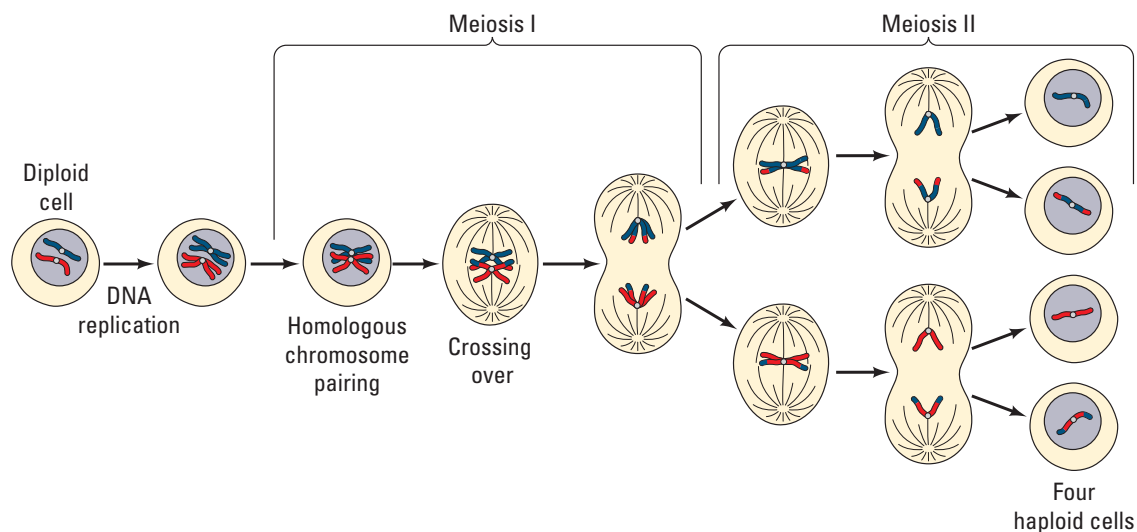 Meiosis I
Meiosis II
Diploid
cell
DNA
replication
Homologous
chromosome
pairing
Crossing
over
Four
haploid cells